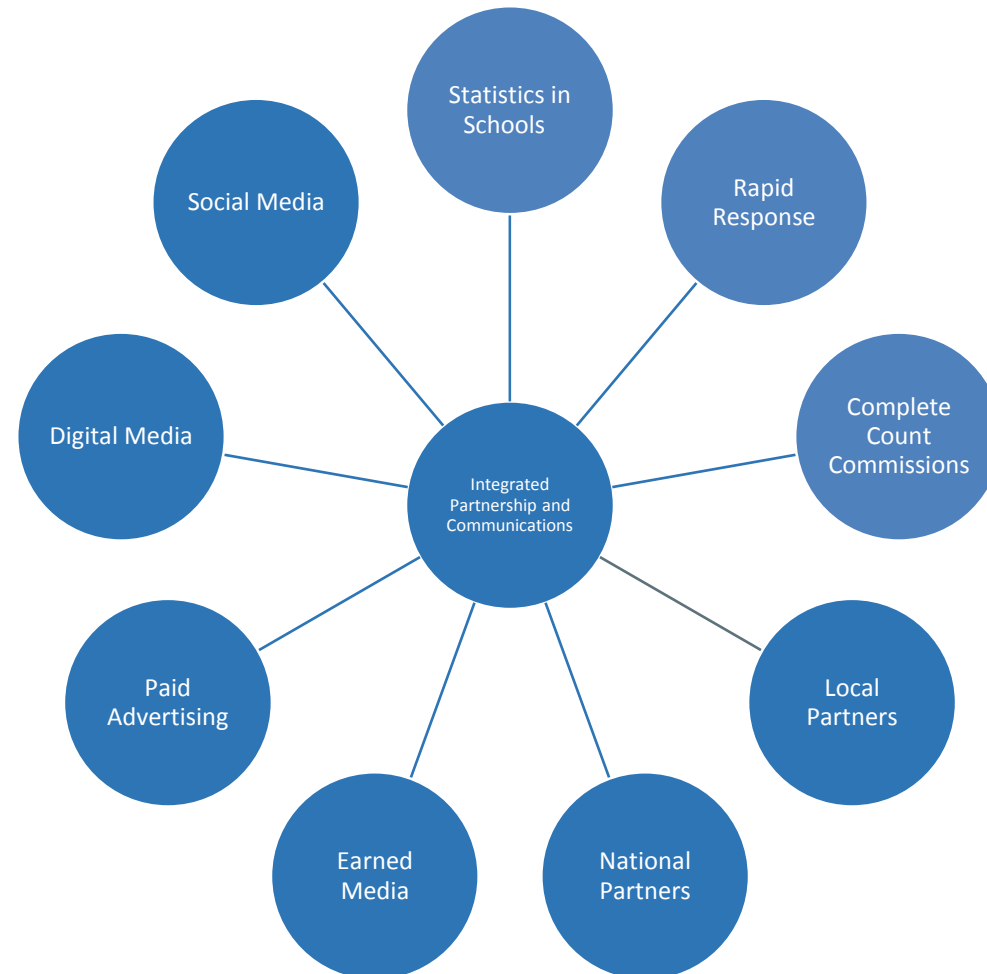 Statistics in
Schools
Rapid
Response
Complete
Count
Commissions
Local
Partners
National
Partners
Earned
Media
Paid
Advertising
Digital Media
Social Media
Integrated
Partnership and
Communications